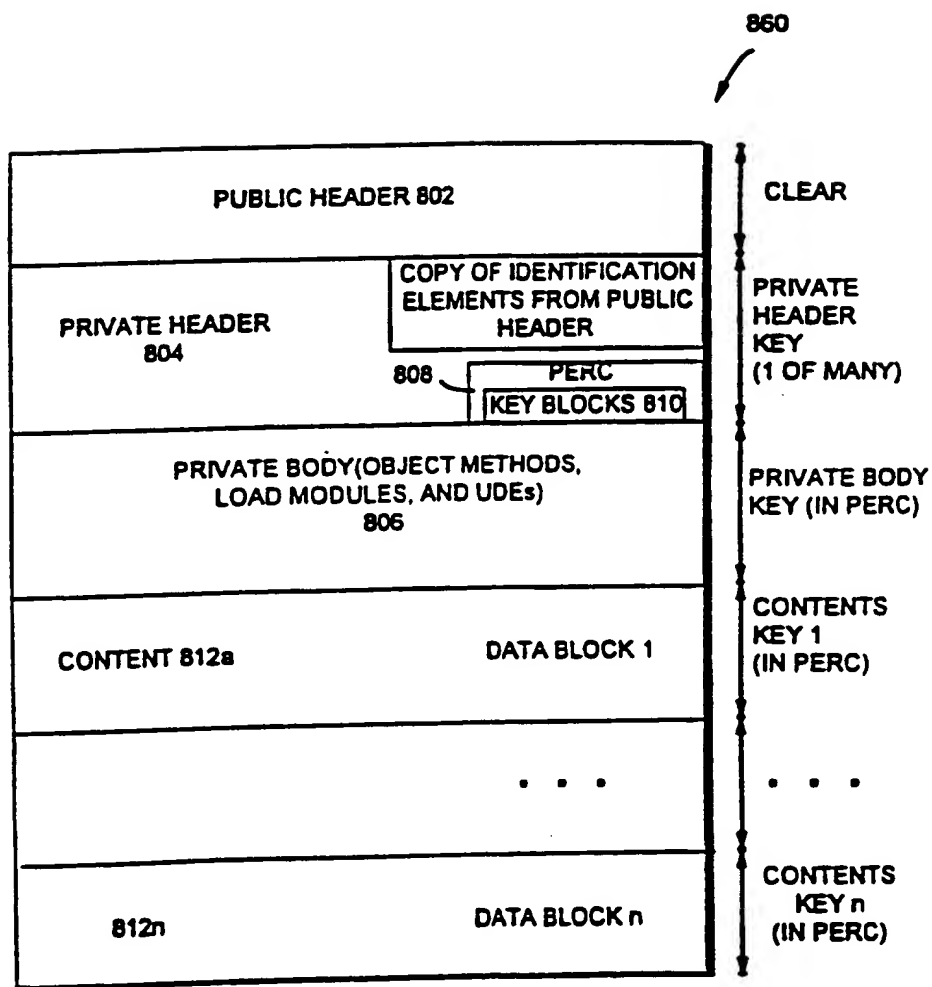 860
PUBLIC HEADER 802
CLEAR
COPY OF IDENTIFICATION
ELEMENTS FROM PUBLIC
HEADER
PRIVATE HEADER
804
808
PERC
KEY BLOCKS 810
PRIVATE
HEADER
KEY
(1 OF MANY)
PRIVATE BODY(OBJECT METHODS,
LOAD MODULES, AND UDEs)
806
PRIVATE BODY
KEY (IN PERC)
CONTENT 812a
DATA BLOCK 1
CONTENTS
KEY 1
(IN PERC)
. . .
. . .
812n
DATA BLOCK n
CONTENTS
KEY n
(IN PERC)